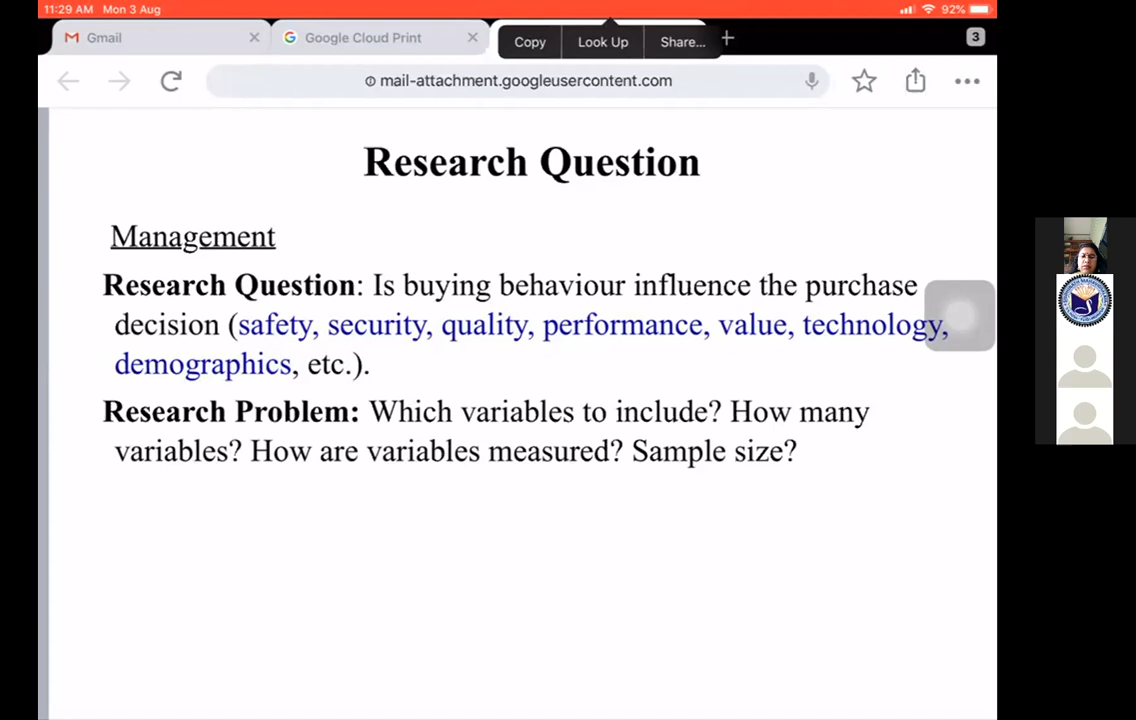 11:29 AM Mon 3 Aug
92%
Gmail
Google Cloud Print
Copy
Look Up
Share...
3
mail-attachment.googleusercontent.com
Research Question
Management
Research Question: Is buying behaviour influence the purchase
decision (safety, security, quality, performance, value, technology,
demographics, etc.).
Research Problem: Which variables to include? How many
variables? How are variables measured? Sample size?